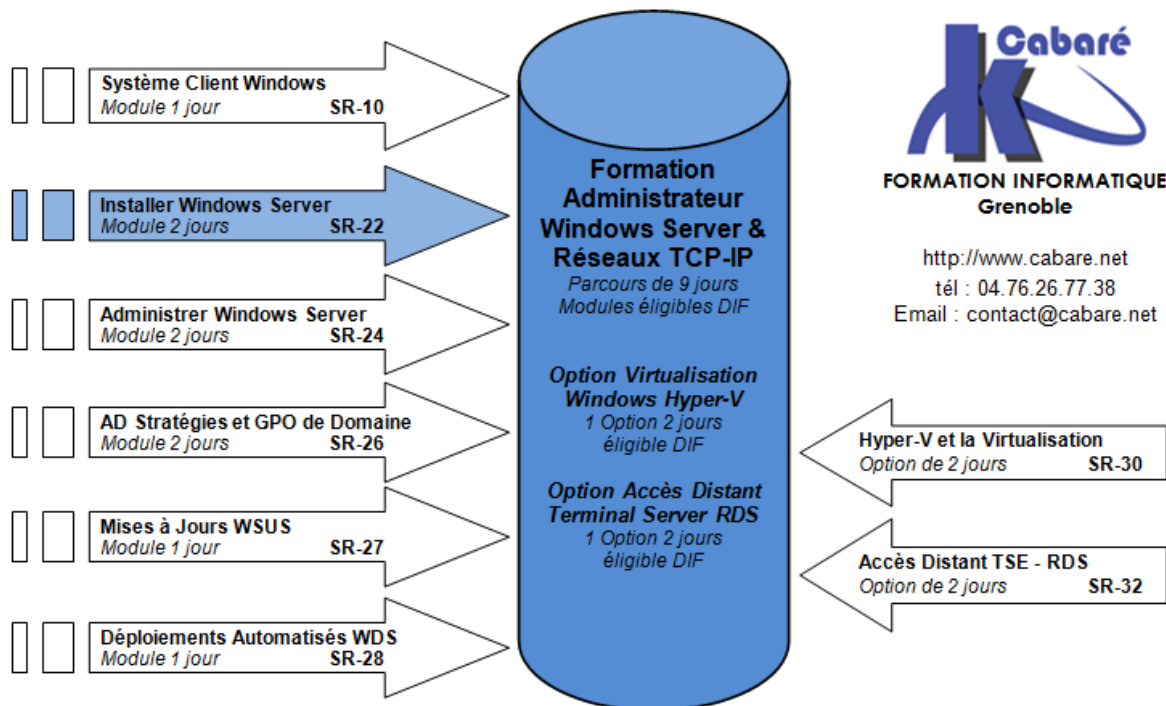 Système Client Windows
Module 1 jour SR-10
Installer Windows Server
Module 2 jours SR-22
Administrer Windows Server
Module 2 jours SR-24
AD Stratégies et GPO de Domaine
Module 2 jours SR-26
Mises à Jours WSUS
Module 1 jour SR-27
Déploiements Automatisés WDS
Module 1 jour SR-28
Formation
Administrateur
Windows Server &
Réseaux TCP-IP
Parcours de 9 jours
Modules éligibles DIF
Option Virtualisation
Windows Hyper-V
1 Option 2 jours
éligible DIF
Option Accès Distant
Terminal Server RDS
1 Option 2 jours
éligible DIF
Cabaré
FORMATION INFORMATIQUE
Grenoble
http://www.cabare.net
tél : 04.76.26.77.38
Email : contact@cabare.net
Hyper-V et la Virtualisation
Option de 2 jours SR-30
Accès Distant TSE - RDS
Option de 2 jours SR-32